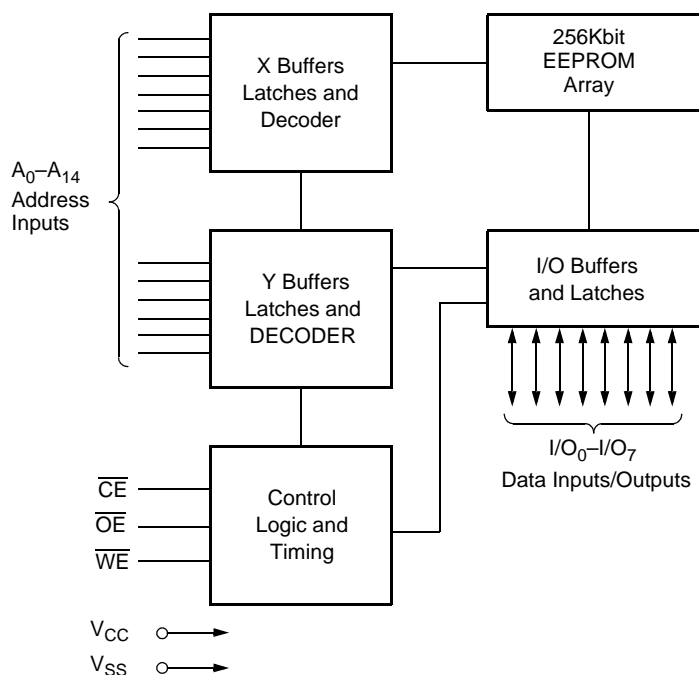 X Buffers
Latches and
Decoder
256Kbit
EEPROM
Array
A0–A14
Address
Inputs
Y Buffers
Latches and
DECODER
I/O Buffers
and Latches
I/O0–I/O7
Data Inputs/Outputs
CE
OE
WE
Control
Logic and
Timing
VCC
VSS